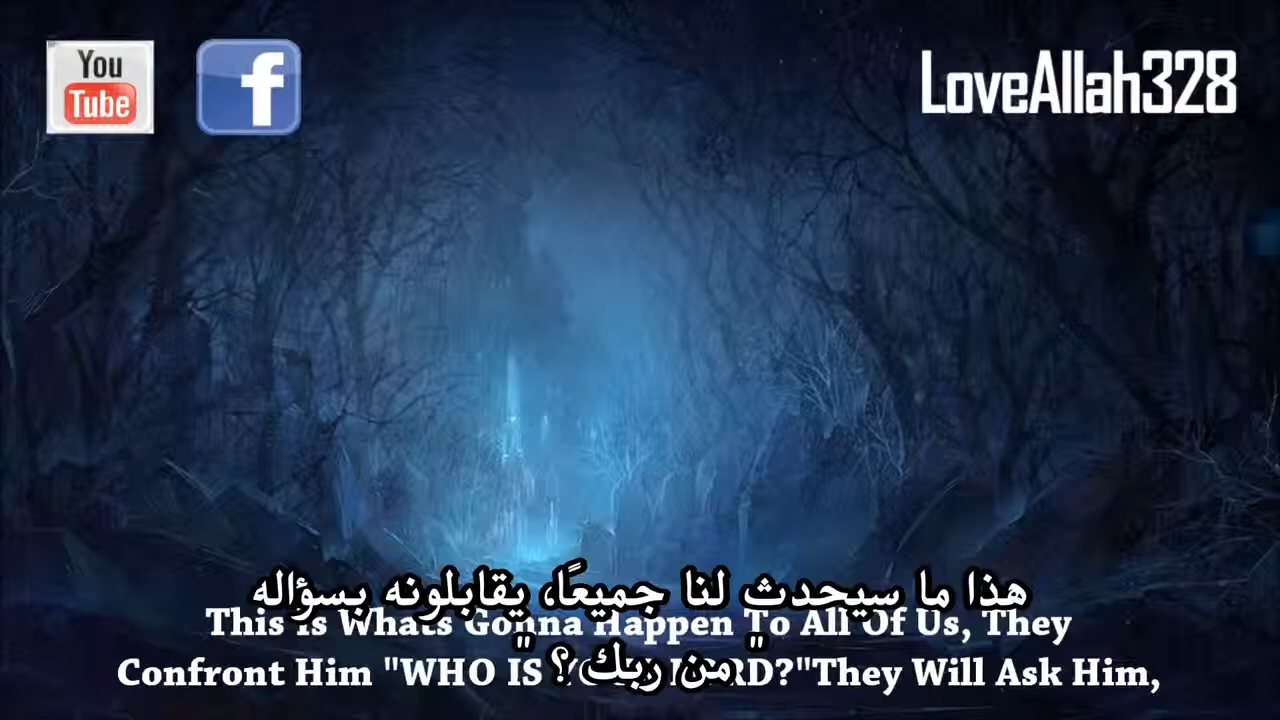 You
Tube
f
LoveAllah328
هذا ما سيحدث لنا جميعًا، يقابلونه بسؤاله
This Is Whats Gonna Happen To All Of Us, They
" من ربك ؟ "
Confront Him "WHO IS LORD?"They Will Ask Him,